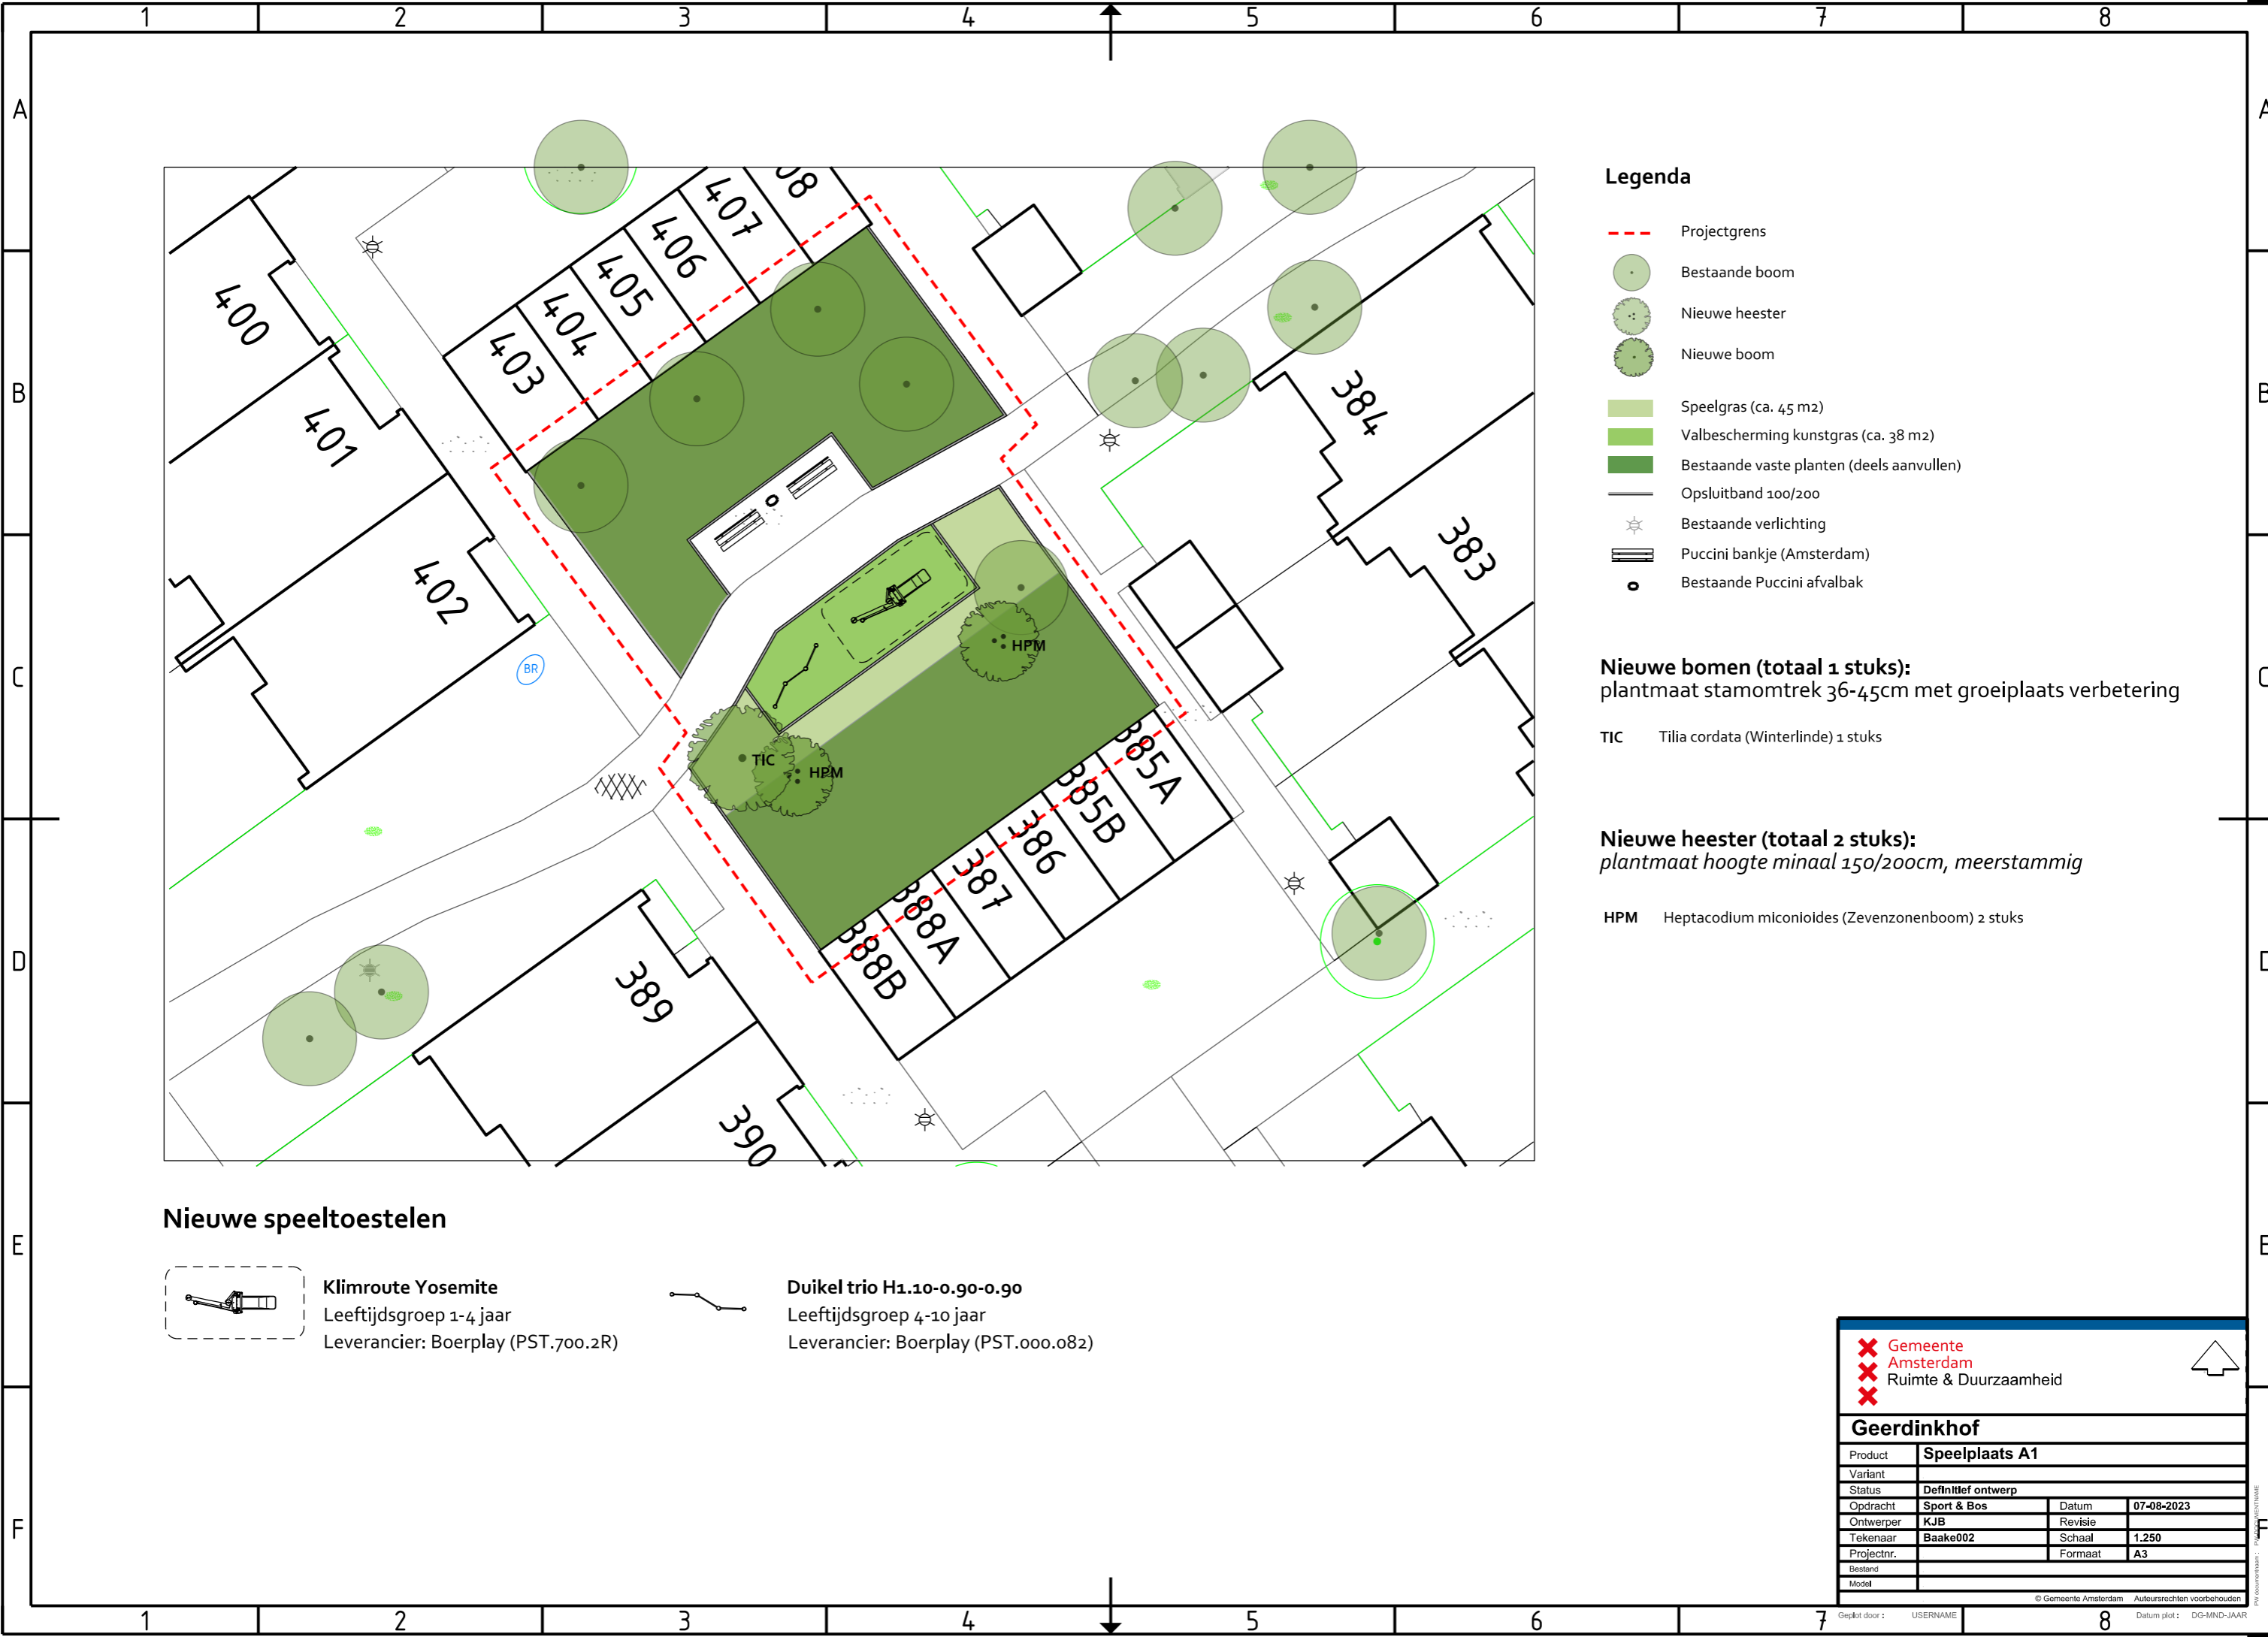 1 2 3 4 5 6 7 8
A A
B B
C C
D D
E E
F F
400
401
402
403
404
405
406
407
08
384
383
BR
HPM
TIC
HPM
385A
385B
386
387
388A
388B
389
390
Legenda
Projectgrens
Bestaande boom
Nieuwe heester
Nieuwe boom
Speelgras (ca. 45 m2)
Valbescherming kunstgras (ca. 38 m2)
Bestaande vaste planten (deels aanvullen)
Opsluitband 100/200
Bestaande verlichting
Puccini bankje (Amsterdam)
Bestaande Puccini afvalbak
Nieuwe bomen (totaal 1 stuks):
plantmaat stamomtrek 36-45cm met groeiplaats verbetering
TIC Tilia cordata (Winterlinde) 1 stuks
Nieuwe heester (totaal 2 stuks):
plantmaat hoogte minaal 150/200cm, meerstammig
HPM Heptacodium miconioides (Zevenzonenboom) 2 stuks
Nieuwe speeltoestelen
Klimroute Yosemite
Leeftijdsgroep 1-4 jaar
Leverancier: Boerplay (PST.700.2R)
Duikel trio H1.10-0.90-0.90
Leeftijdsgroep 4-10 jaar
Leverancier: Boerplay (PST.000.082)
Gemeente
Amsterdam
Ruimte & Duurzaamheid
Geerdinkhof
Product Speelplaats A1
Variant
Status Definitief ontwerp
Opdracht Sport & Bos Datum 07-08-2023
Ontwerper KJB Revisie
Tekenaar Baake002 Schaal 1.250
Projectnr. Formaat A3
Bestand
Model
© Gemeente Amsterdam Auteursrechten voorbehouden
Geplot door : USERNAME Datum plot : DG-MND-JAAR
1 2 3 4 5 6 7 8